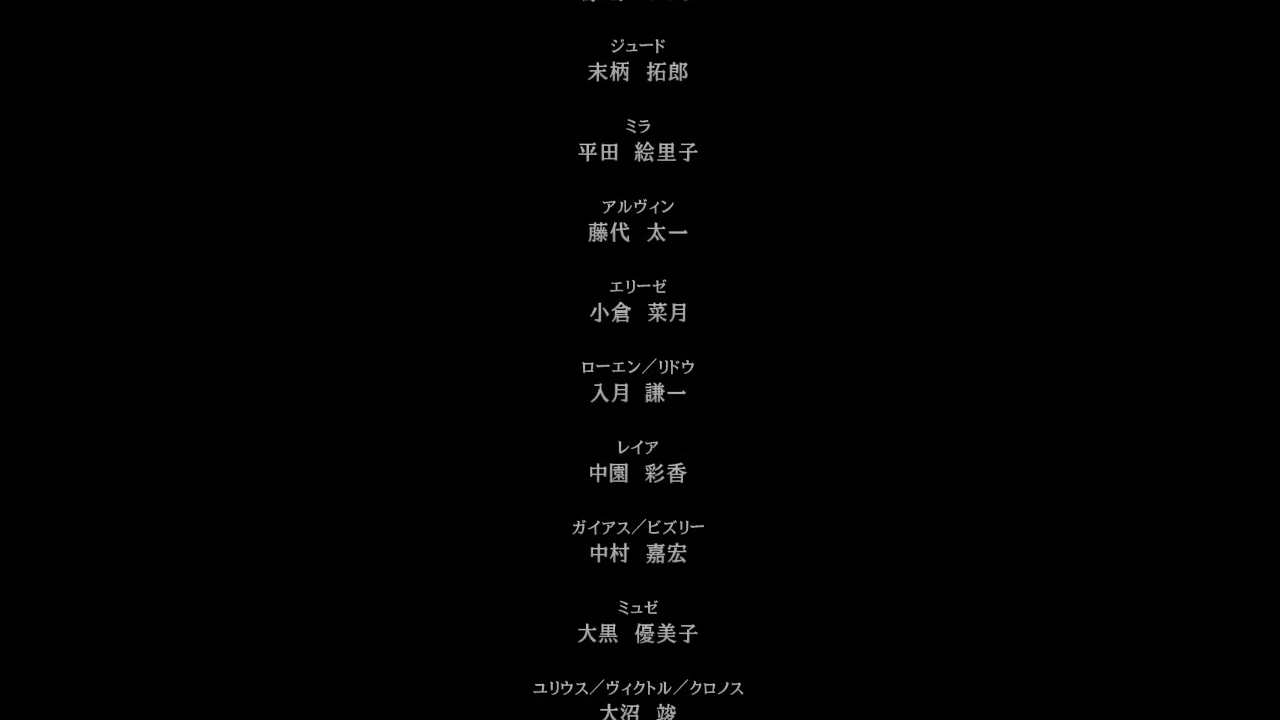 ジュード
末柄　拓郎
ミラ
平田　絵里子
アルヴィン
藤代　太一
エリーゼ
小倉　菜月
ローエン／リドウ
入月　謙一
レイア
中園　彩香
ガイアス／ビズリー
中村　嘉宏
ミュゼ
大黒　優美子
ユリウス／ヴィクトル／クロノス
大沼　竣